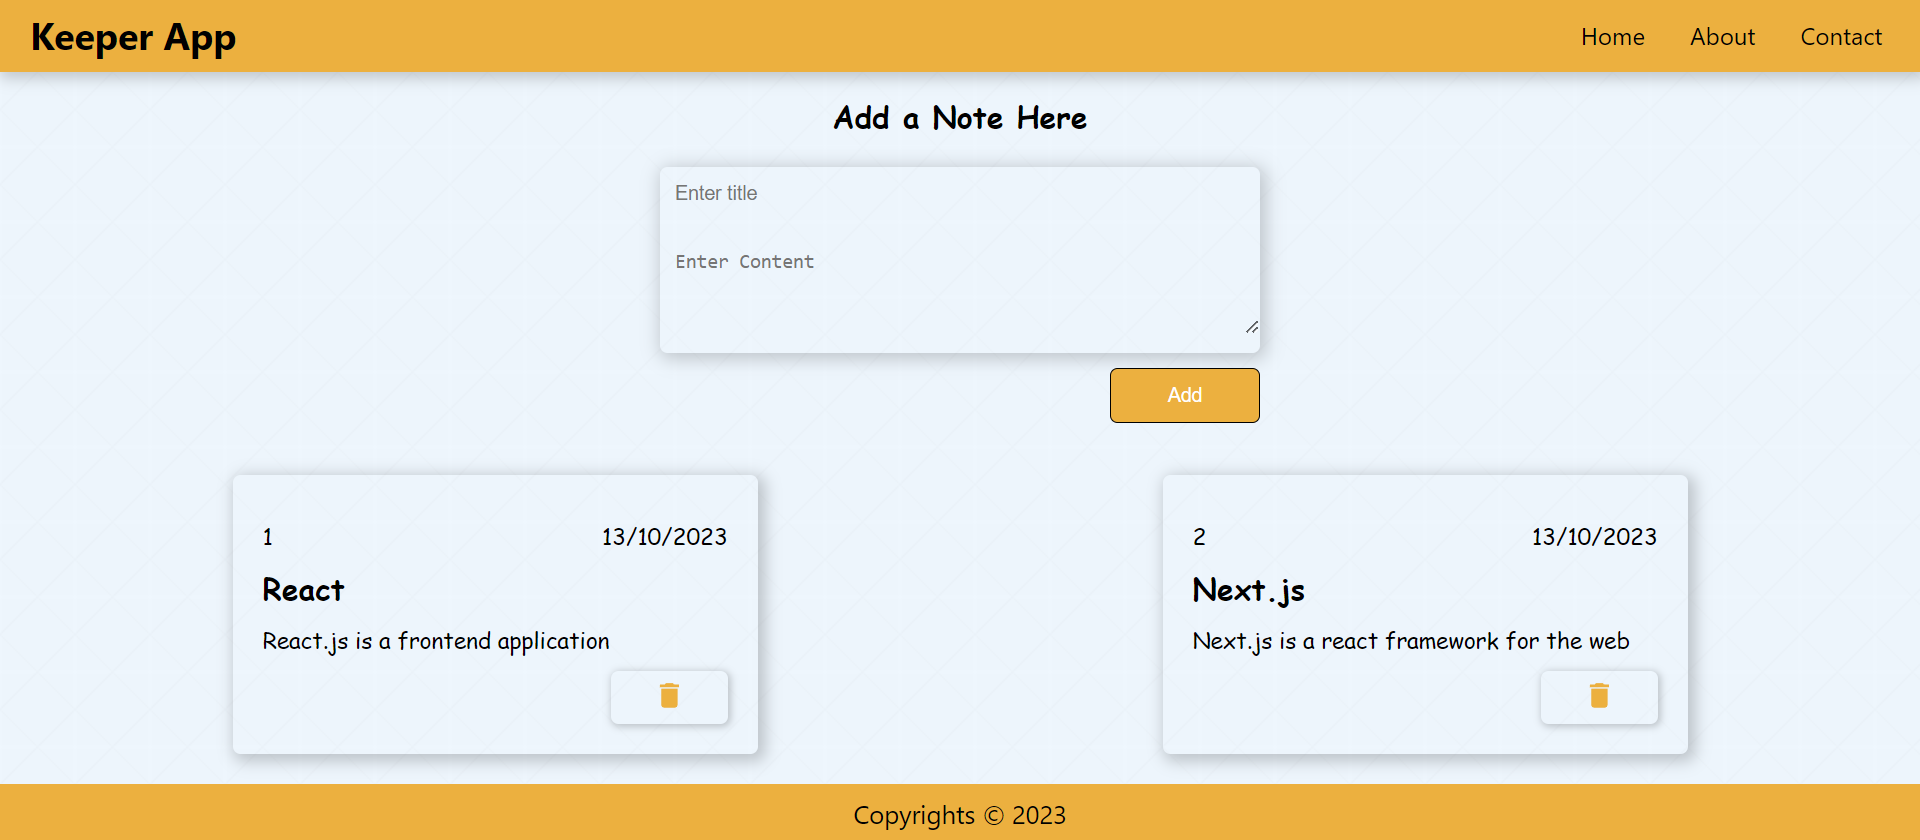 Keeper App
Home About Contact
Add a Note Here
Enter title
Enter Content
Add
1 13/10/2023
React
React.js is a frontend application
2 13/10/2023
Next.js
Next.js is a react framework for the web
Copyrights © 2023